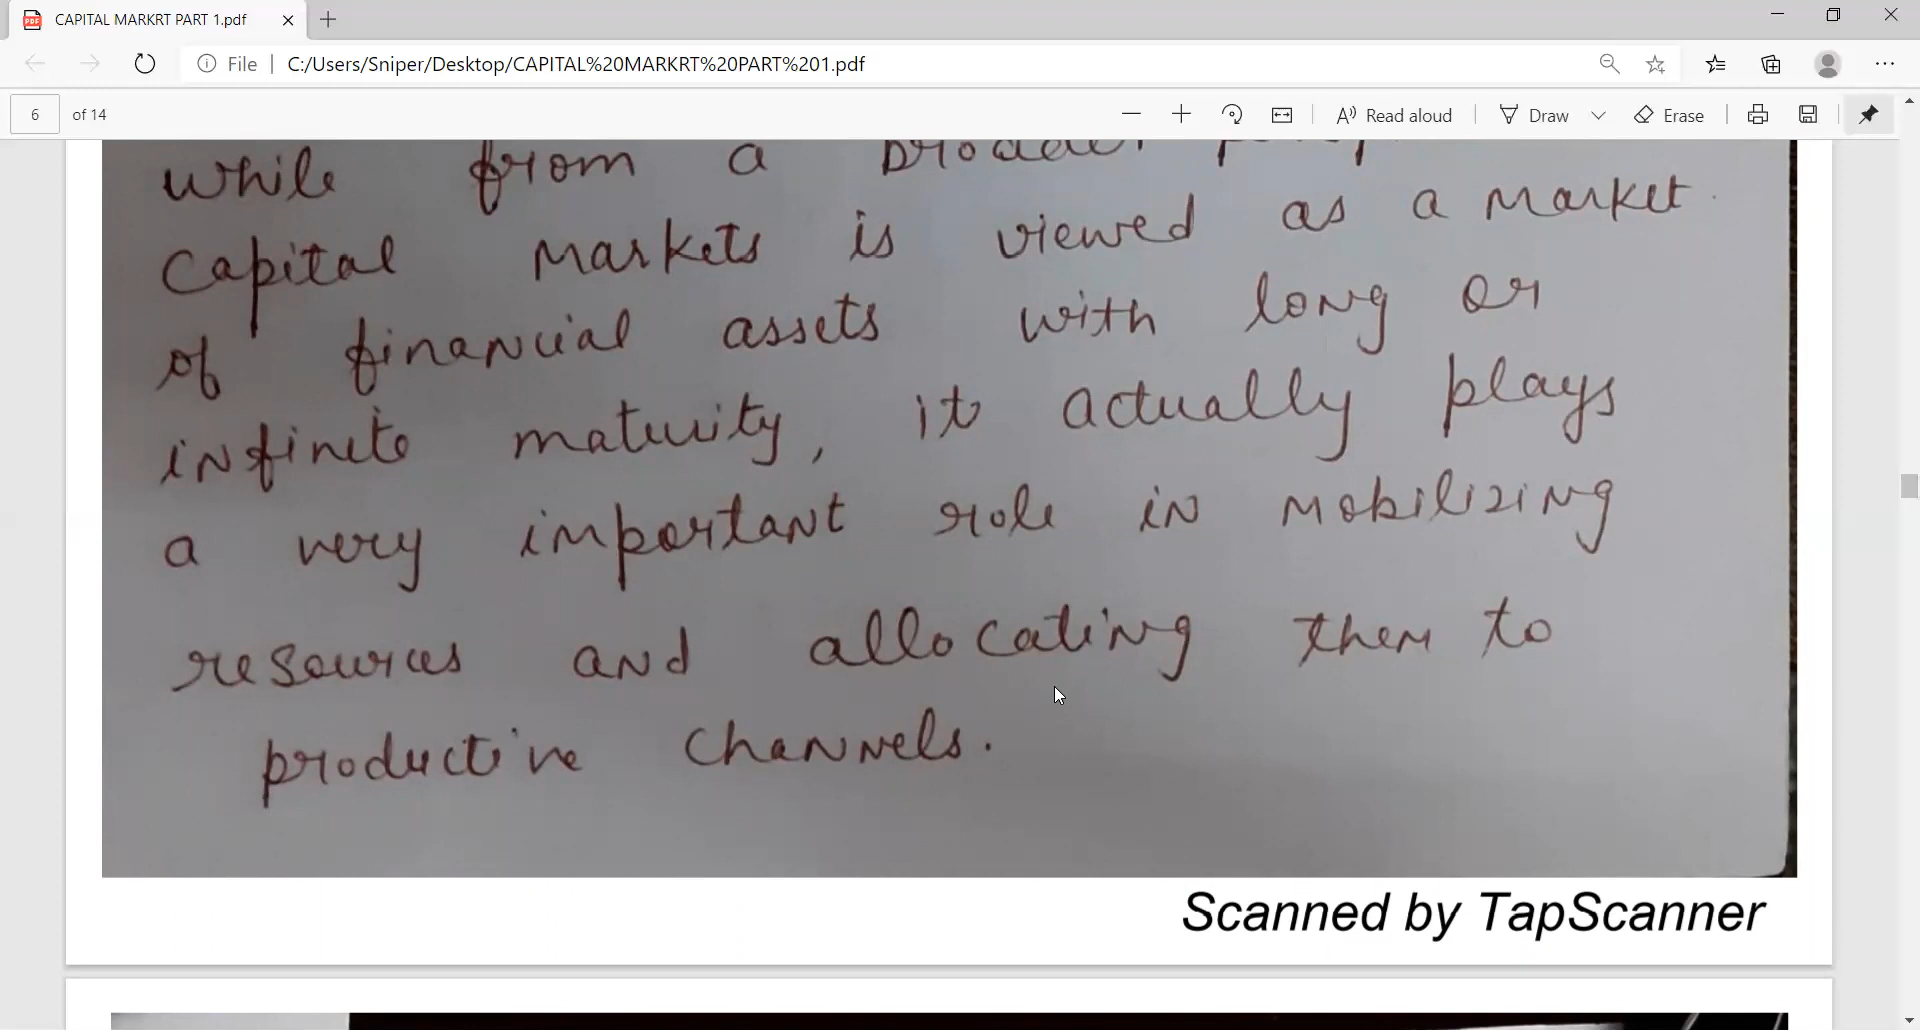 CAPITAL MARKRT PART 1.pdf
File | C:/Users/Sniper/Desktop/CAPITAL%20MARKRT%20PART%201.pdf
6 of 14 Read aloud Draw Erase
while from a
Capital markets is viewed as a market
of financial assets with long or
infinite maturity, it actually plays
a very important role in mobilizing
resources and allocating them to
productive channels.
Scanned by TapScanner